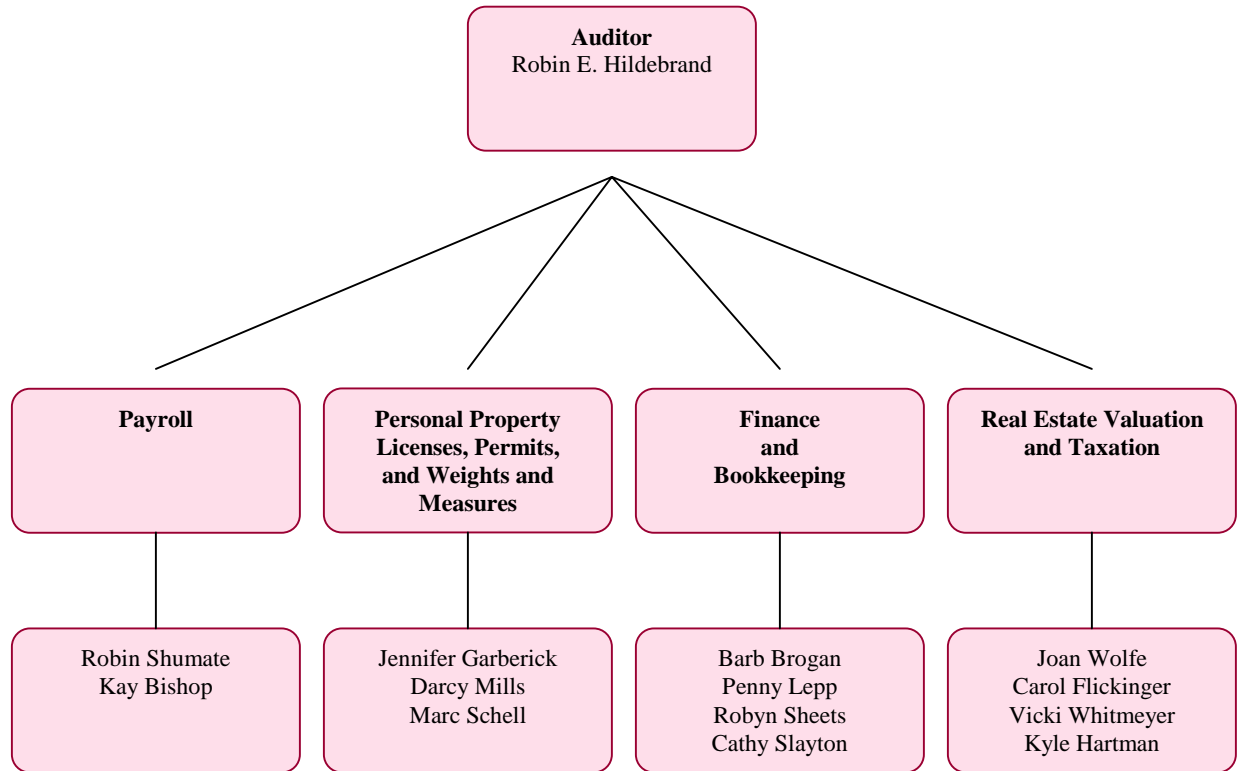 Auditor
Robin E. Hildebrand
Payroll
Personal Property
Licenses, Permits,
and Weights and
Measures
Finance
and
Bookkeeping
Real Estate Valuation
and Taxation
Robin Shumate
Kay Bishop
Jennifer Garberick
Darcy Mills
Marc Schell
Barb Brogan
Penny Lepp
Robyn Sheets
Cathy Slayton
Joan Wolfe
Carol Flickinger
Vicki Whitmeyer
Kyle Hartman